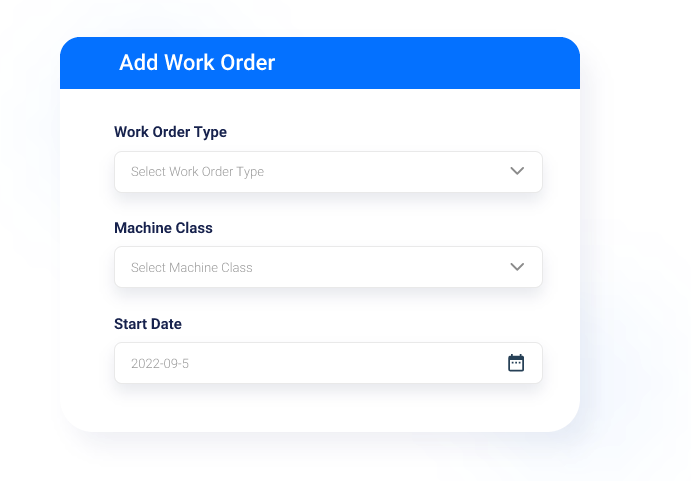 Add Work Order
Work Order Type
Select Work Order Type
Machine Class
Select Machine Class
Start Date
2022-09-5